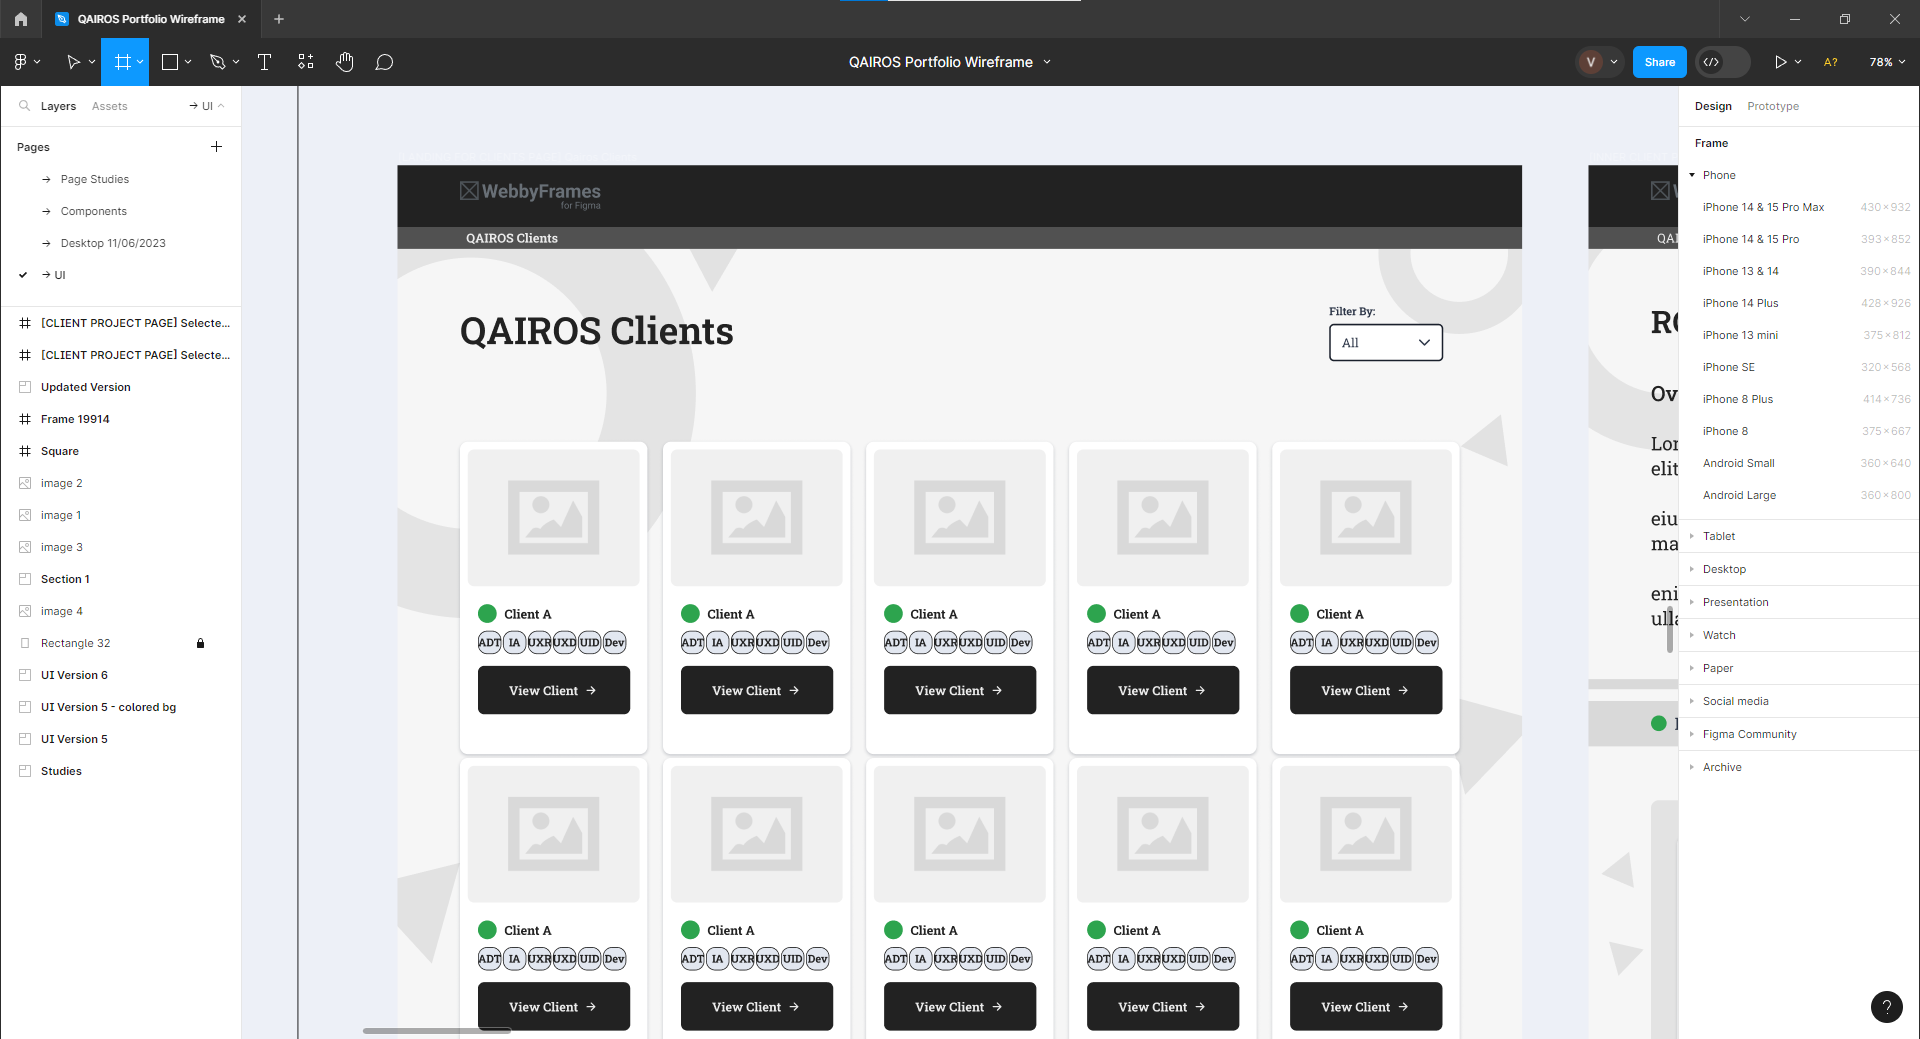 QAIROS Portfolio Wireframe
QAIROS Portfolio Wireframe
V
Share
A?
78%
Layers
Assets
→ UI
Pages
→ Page Studies
→ Components
→ Desktop 11/06/2023
→ UI
[CLIENT PROJECT PAGE] Selecte...
[CLIENT PROJECT PAGE] Selecte...
Updated Version
Frame 19914
Square
image 2
image 1
image 3
Section 1
image 4
Rectangle 32
UI Version 6
UI Version 5 - colored bg
UI Version 5
Studies
WebbyFrames
for Figma
QAIROS Clients
QAIROS Clients
Filter By:
All
Client A Client A Client A Client A Client A
ADT IA UXR UXD UID Dev ADT IA UXR UXD UID Dev ADT IA UXR UXD UID Dev ADT IA UXR UXD UID Dev ADT IA UXR UXD UID Dev
View Client → View Client → View Client → View Client → View Client →
Client A Client A Client A Client A Client A
ADT IA UXR UXD UID Dev ADT IA UXR UXD UID Dev ADT IA UXR UXD UID Dev ADT IA UXR UXD UID Dev ADT IA UXR UXD UID Dev
View Client → View Client → View Client → View Client → View Client →
QAI
Ov
Lor
elit
eiu
ma
eni
ulla
Design
Prototype
Frame
Phone
iPhone 14 & 15 Pro Max 430×932
iPhone 14 & 15 Pro 393×852
iPhone 13 & 14 390×844
iPhone 14 Plus 428×926
iPhone 13 mini 375×812
iPhone SE 320×568
iPhone 8 Plus 414×736
iPhone 8 375×667
Android Small 360×640
Android Large 360×800
Tablet
Desktop
Presentation
Watch
Paper
Social media
Figma Community
Archive
?